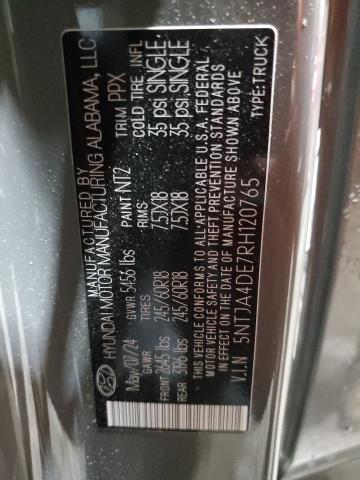 MANUFACTURED BY
HYUNDAI MOTOR MANUFACTURING ALABAMA, LLC
May/07/24 GVWR 5456 lbs PAINT NT2 TRIM PPX
GAWR TIRES RIMS COLD TIRE INFL
FRONT 2645 lbs 245/60R18 7.5JX18 35 psi SINGLE
REAR 3196 lbs 245/60R18 7.5JX18 35 psi SINGLE
THIS VEHICLE CONFORMS TO ALL APPLICABLE U.S.A. FEDERAL
MOTOR VEHICLE SAFETY AND THEFT PREVENTION STANDARDS
IN EFFECT ON THE DATE OF MANUFACTURE SHOWN ABOVE
V.I.N 5NTJA4DE7RH120765 TYPE:TRUCK